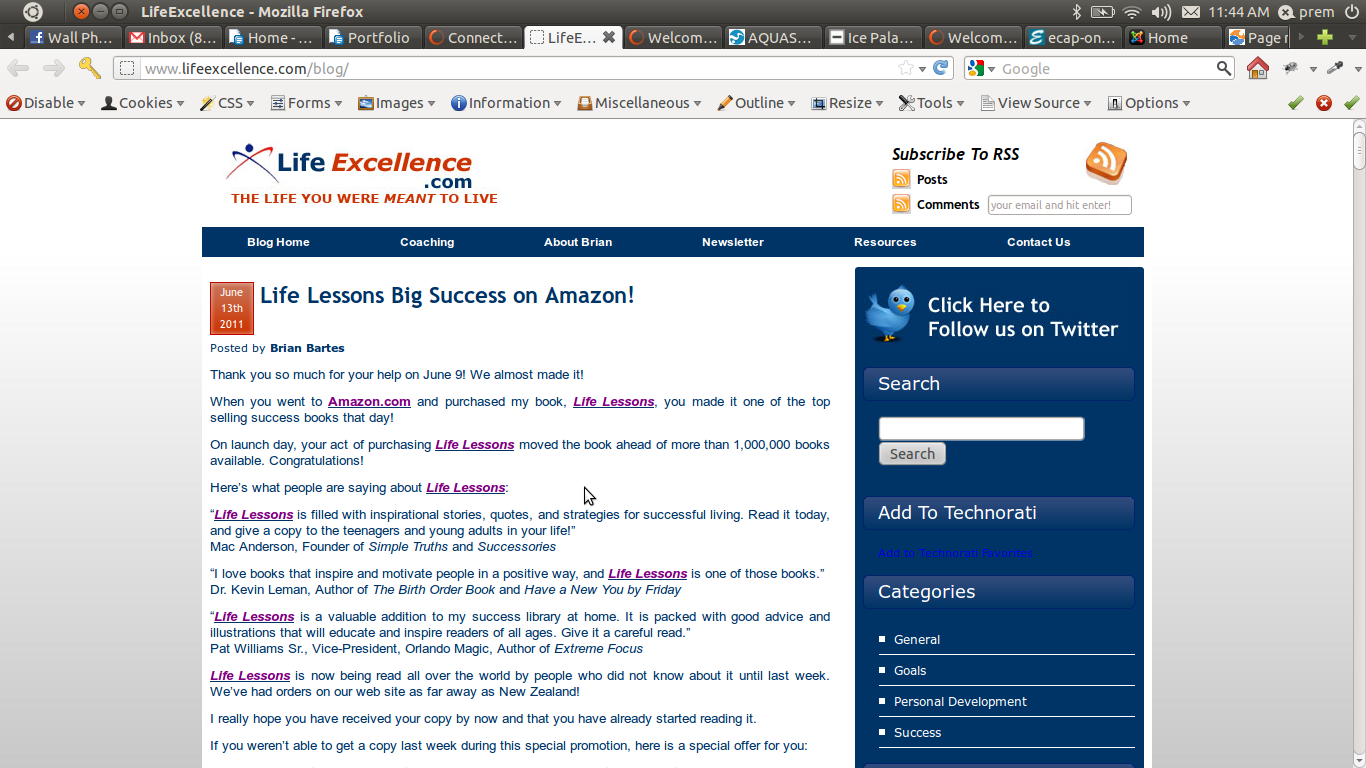 LifeExcellence - Mozilla Firefox
11:44 AM prem
Wall Ph...
Inbox (8...
Home - ...
Portfolio
Connect...
LifeE...
Welcom...
AQUAS...
Ice Pala...
Welcom...
ecap-on...
Home
Page r
www.lifeexcellence.com/blog/
Google
Disable Cookies CSS Forms Images Information Miscellaneous Outline Resize Tools View Source Options
Life Excellence
.com
THE LIFE YOU WERE MEANT TO LIVE
Subscribe To RSS
Posts
Comments your email and hit enter!
Blog Home Coaching About Brian Newsletter Resources Contact Us
June
13th
2011
Life Lessons Big Success on Amazon!
Posted by Brian Bartes
Thank you so much for your help on June 9! We almost made it!
When you went to Amazon.com and purchased my book, Life Lessons, you made it one of the top
selling success books that day!
On launch day, your act of purchasing Life Lessons moved the book ahead of more than 1,000,000 books
available. Congratulations!
Here's what people are saying about Life Lessons:
“Life Lessons is filled with inspirational stories, quotes, and strategies for successful living. Read it today,
and give a copy to the teenagers and young adults in your life!”
Mac Anderson, Founder of Simple Truths and Successories
“I love books that inspire and motivate people in a positive way, and Life Lessons is one of those books.”
Dr. Kevin Leman, Author of The Birth Order Book and Have a New You by Friday
“Life Lessons is a valuable addition to my success library at home. It is packed with good advice and
illustrations that will educate and inspire readers of all ages. Give it a careful read.”
Pat Williams Sr., Vice-President, Orlando Magic, Author of Extreme Focus
Life Lessons is now being read all over the world by people who did not know about it until last week.
We've had orders on our web site as far away as New Zealand!
I really hope you have received your copy by now and that you have already started reading it.
If you weren't able to get a copy last week during this special promotion, here is a special offer for you:
Click Here to
Follow us on Twitter
Search
Search
Add To Technorati
Add to Technorati Favorites
Categories
General
Goals
Personal Development
Success